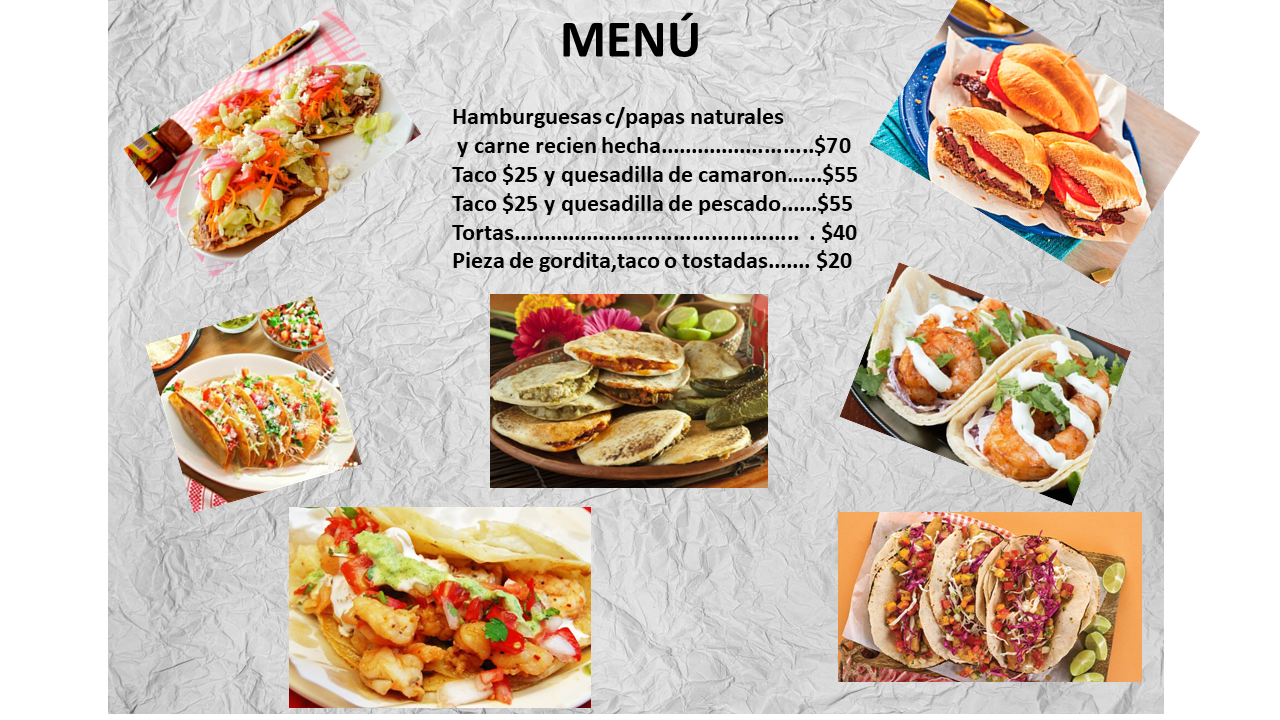 MENÚ
Hamburguesas c/papas naturales
y carne recien hecha..........................$70
Taco $25 y quesadilla de camaron......$55
Taco $25 y quesadilla de pescado......$55
Tortas................................................ . $40
Pieza de gordita,taco o tostadas....... $20